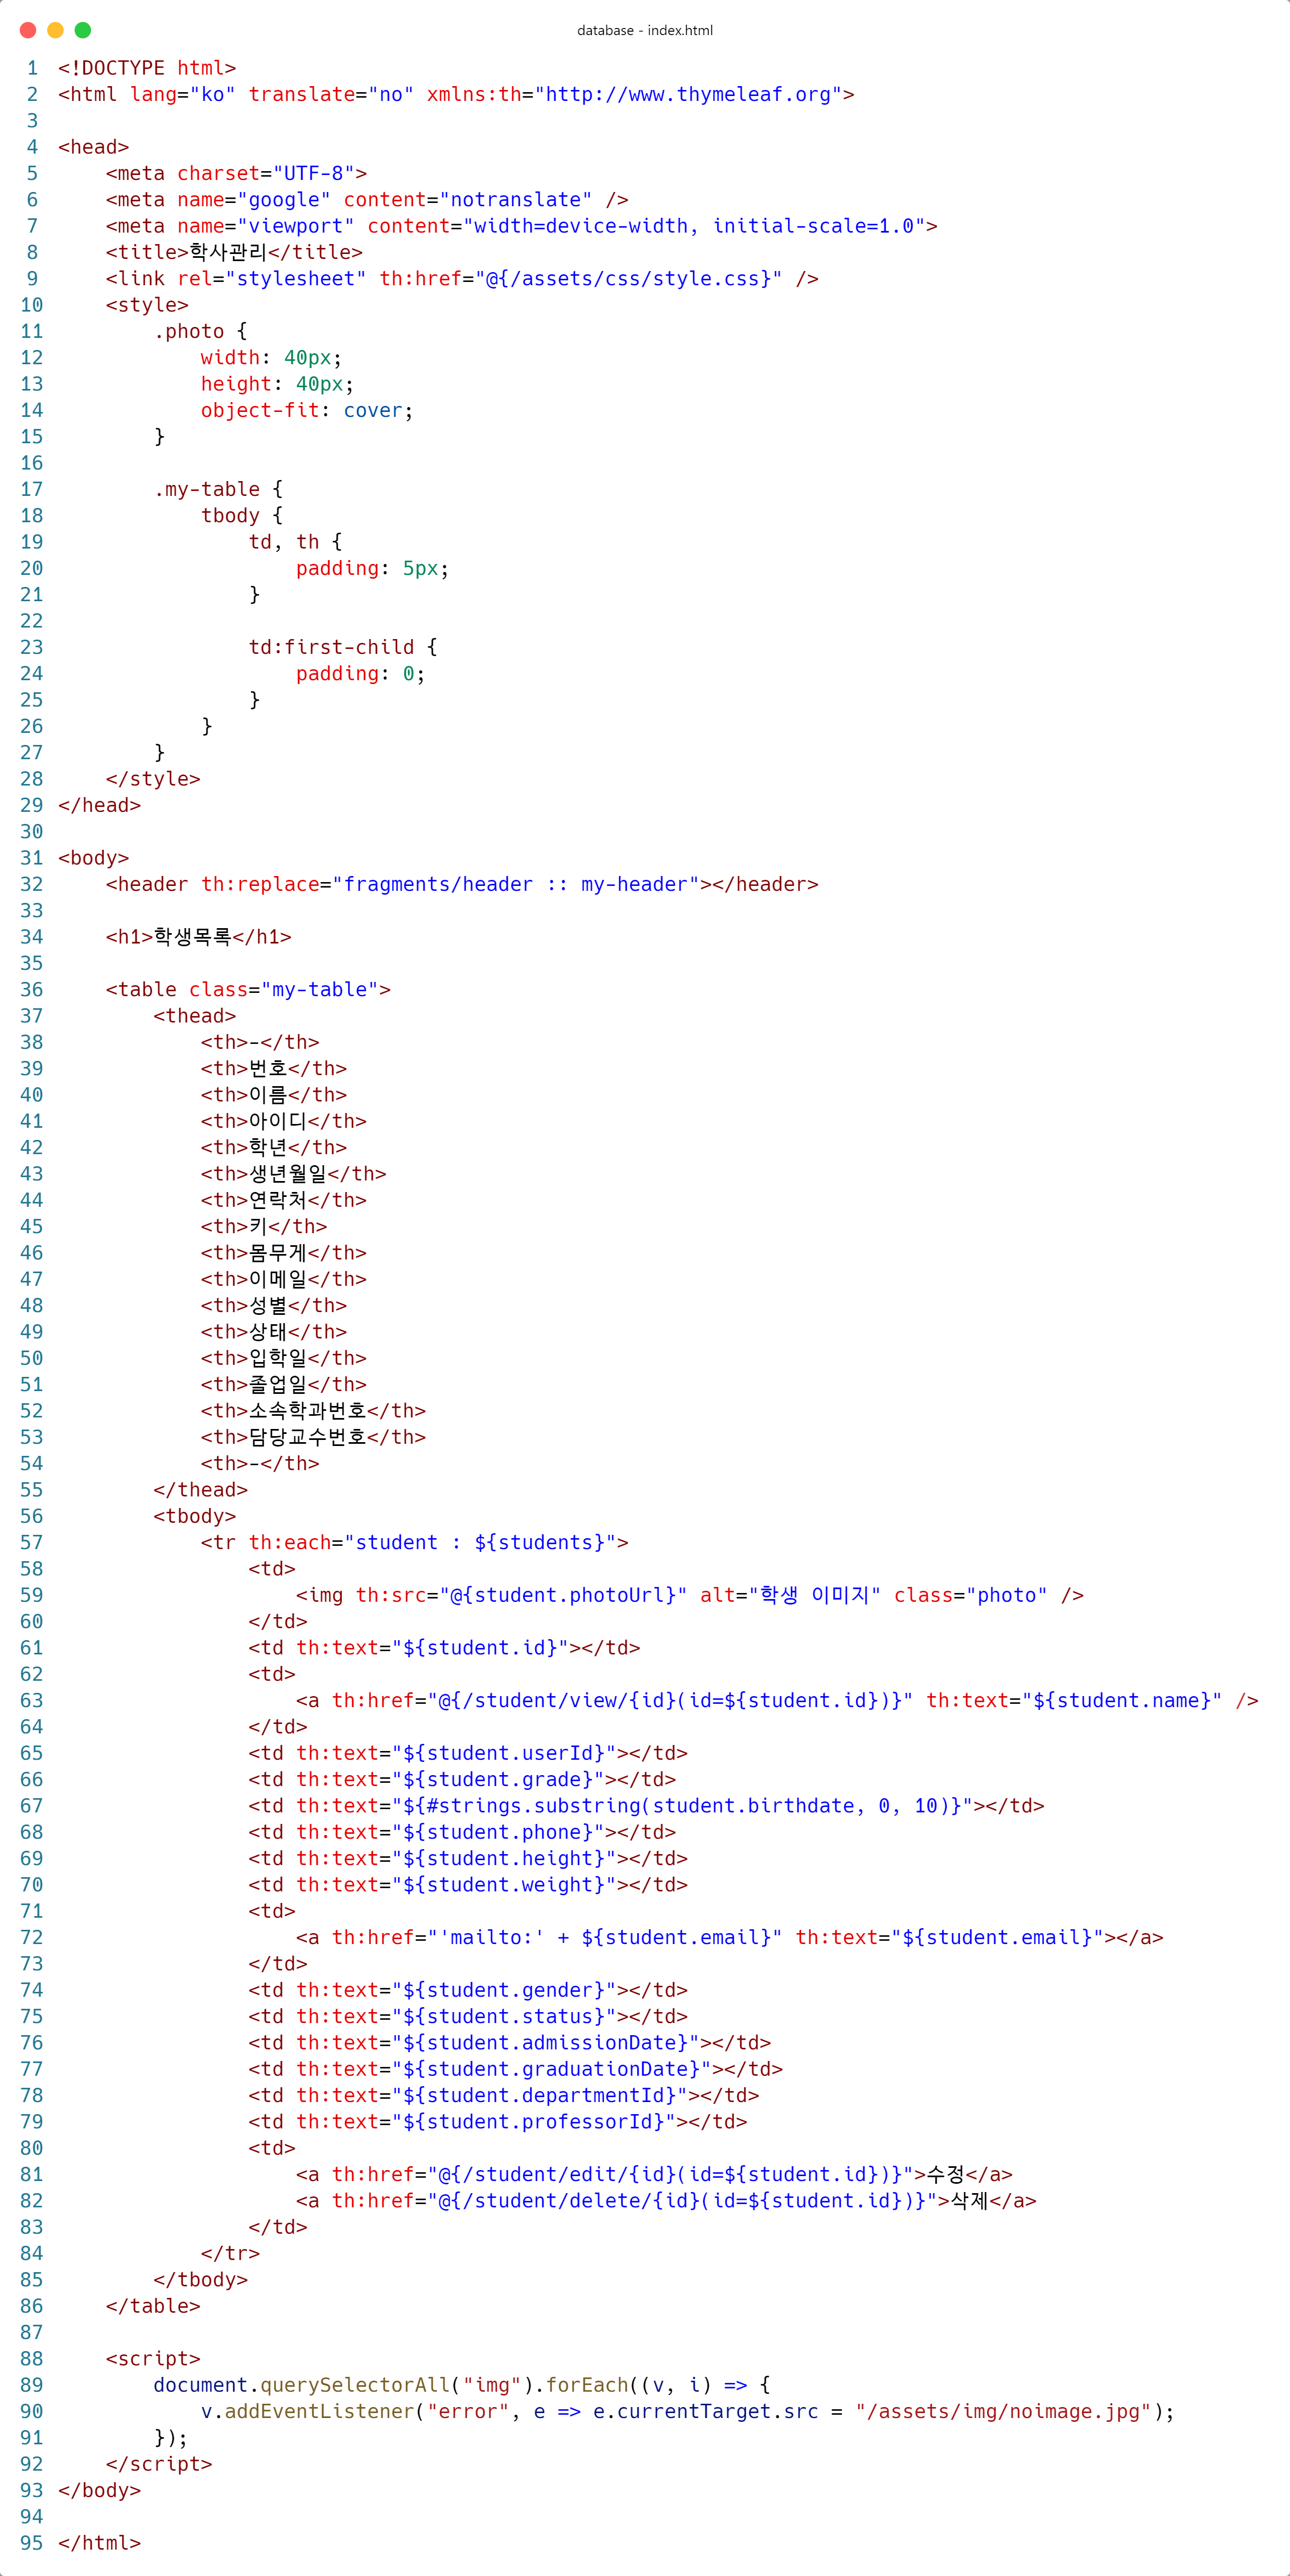 database - index.html
1 <!DOCTYPE html>
2 <html lang="ko" translate="no" xmlns:th="http://www.thymeleaf.org">
3
4 <head>
5     <meta charset="UTF-8">
6     <meta name="google" content="notranslate" />
7     <meta name="viewport" content="width=device-width, initial-scale=1.0">
8     <title>학사관리</title>
9     <link rel="stylesheet" th:href="@{/assets/css/style.css}" />
10     <style>
11         .photo {
12             width: 40px;
13             height: 40px;
14             object-fit: cover;
15         }
16
17         .my-table {
18             tbody {
19                 td, th {
20                     padding: 5px;
21                 }
22
23                 td:first-child {
24                     padding: 0;
25                 }
26             }
27         }
28     </style>
29 </head>
30
31 <body>
32     <header th:replace="fragments/header :: my-header"></header>
33
34     <h1>학생목록</h1>
35
36     <table class="my-table">
37         <thead>
38             <th>-</th>
39             <th>번호</th>
40             <th>이름</th>
41             <th>아이디</th>
42             <th>학년</th>
43             <th>생년월일</th>
44             <th>연락처</th>
45             <th>키</th>
46             <th>몸무게</th>
47             <th>이메일</th>
48             <th>성별</th>
49             <th>상태</th>
50             <th>입학일</th>
51             <th>졸업일</th>
52             <th>소속학과번호</th>
53             <th>담당교수번호</th>
54             <th>-</th>
55         </thead>
56         <tbody>
57             <tr th:each="student : ${students}">
58                 <td>
59                     <img th:src="@{student.photoUrl}" alt="학생 이미지" class="photo" />
60                 </td>
61                 <td th:text="${student.id}"></td>
62                 <td>
63                     <a th:href="@{/student/view/{id}(id=${student.id})}" th:text="${student.name}" />
64                 </td>
65                 <td th:text="${student.userId}"></td>
66                 <td th:text="${student.grade}"></td>
67                 <td th:text="${#strings.substring(student.birthdate, 0, 10)}"></td>
68                 <td th:text="${student.phone}"></td>
69                 <td th:text="${student.height}"></td>
70                 <td th:text="${student.weight}"></td>
71                 <td>
72                     <a th:href="'mailto:' + ${student.email}" th:text="${student.email}"></a>
73                 </td>
74                 <td th:text="${student.gender}"></td>
75                 <td th:text="${student.status}"></td>
76                 <td th:text="${student.admissionDate}"></td>
77                 <td th:text="${student.graduationDate}"></td>
78                 <td th:text="${student.departmentId}"></td>
79                 <td th:text="${student.professorId}"></td>
80                 <td>
81                     <a th:href="@{/student/edit/{id}(id=${student.id})}">수정</a>
82                     <a th:href="@{/student/delete/{id}(id=${student.id})}">삭제</a>
83                 </td>
84             </tr>
85         </tbody>
86     </table>
87
88     <script>
89         document.querySelectorAll("img").forEach((v, i) => {
90             v.addEventListener("error", e => e.currentTarget.src = "/assets/img/noimage.jpg");
91         });
92     </script>
93 </body>
94
95 </html>